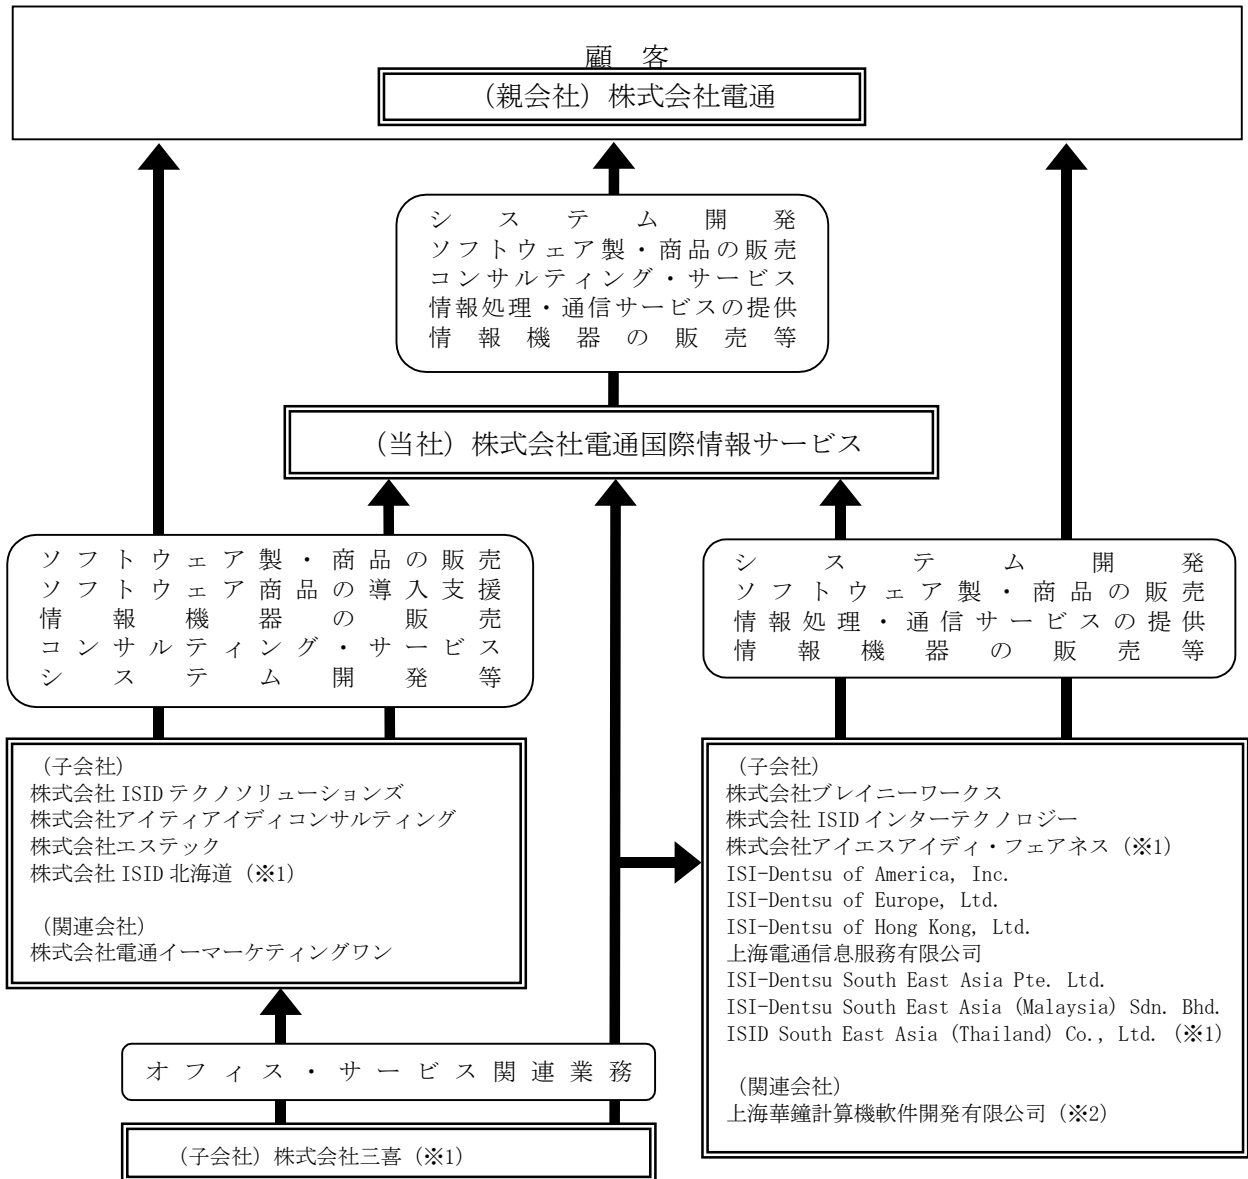 顧 客
(親会社)株式会社電通
システム開発
ソフトウェア製・商品の販売
コンサルティング・サービス
情報処理・通信サービスの提供
情報機器の販売等
(当社)株式会社電通国際情報サービス
ソフトウェア製・商品の販売
ソフトウェア商品の導入支援
情報機器の販売
コンサルティング・サービス
システム開発等
システム開発
ソフトウェア製・商品の販売
情報処理・通信サービスの提供
情報機器の販売等
(子会社)
株式会社 ISID テクノソリューションズ
株式会社アイティアイディコンサルティング
株式会社エステック
株式会社 ISID 北海道(※1)
(関連会社)
株式会社電通イーマーケティングワン
(子会社)
株式会社ブレイニーワークス
株式会社 ISID インターテクノロジー
株式会社アイエスアイディ・フェアネス(※1)
ISI-Dentsu of America, Inc.
ISI-Dentsu of Europe, Ltd.
ISI-Dentsu of Hong Kong, Ltd.
上海電通信息服務有限公司
ISI-Dentsu South East Asia Pte. Ltd.
ISI-Dentsu South East Asia (Malaysia) Sdn. Bhd.
ISID South East Asia (Thailand) Co., Ltd. (※1)
(関連会社)
上海華鐘計算機軟件開発有限公司(※2)
オフィス・サービス関連業務
(子会社)株式会社三喜(※1)